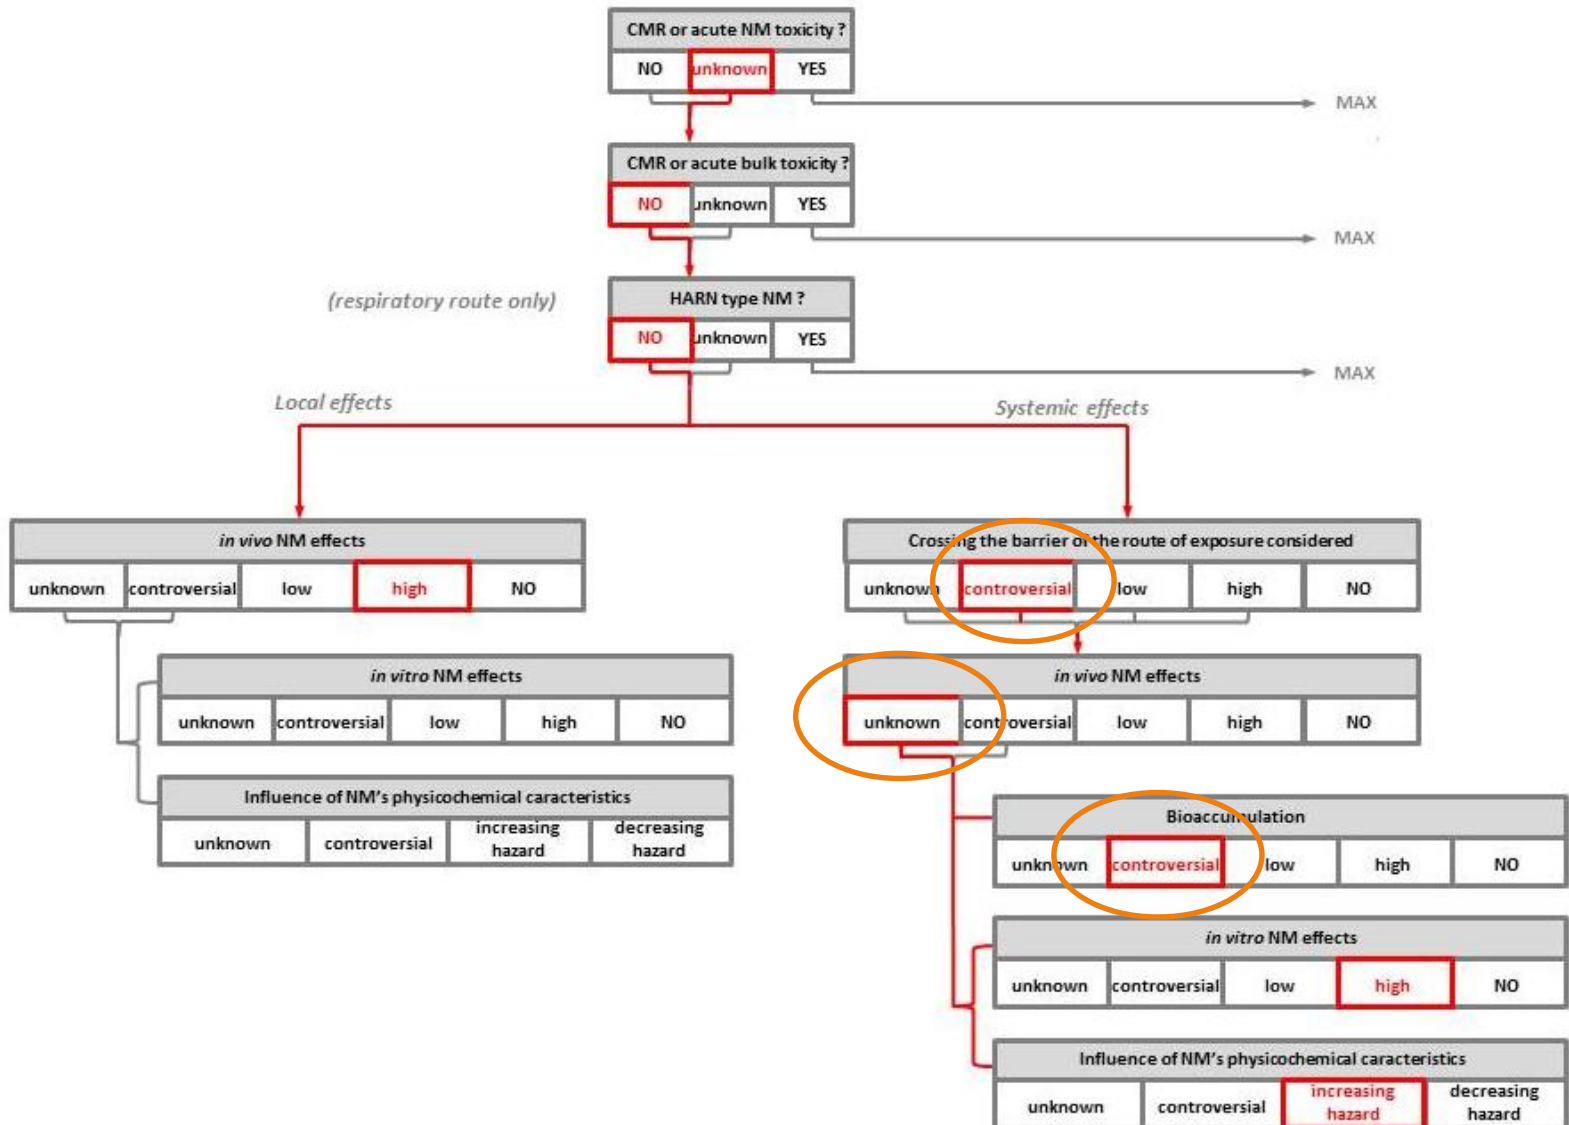 CMR or acute NM toxicity ?
NO unknown YES
MAX
CMR or acute bulk toxicity ?
NO unknown YES
MAX
(respiratory route only)
HARN type NM ?
NO unknown YES
MAX
Local effects
Systemic effects
in vivo NM effects
unknown controversial low high NO
in vitro NM effects
unknown controversial low high NO
Influence of NM's physicochemical caracteristics
unknown controversial increasing hazard decreasing hazard
Crossing the barrier of the route of exposure considered
unknown controversial low high NO
in vivo NM effects
unknown controversial low high NO
Bioaccumulation
unknown controversial low high NO
in vitro NM effects
unknown controversial low high NO
Influence of NM's physicochemical caracteristics
unknown controversial increasing hazard decreasing hazard